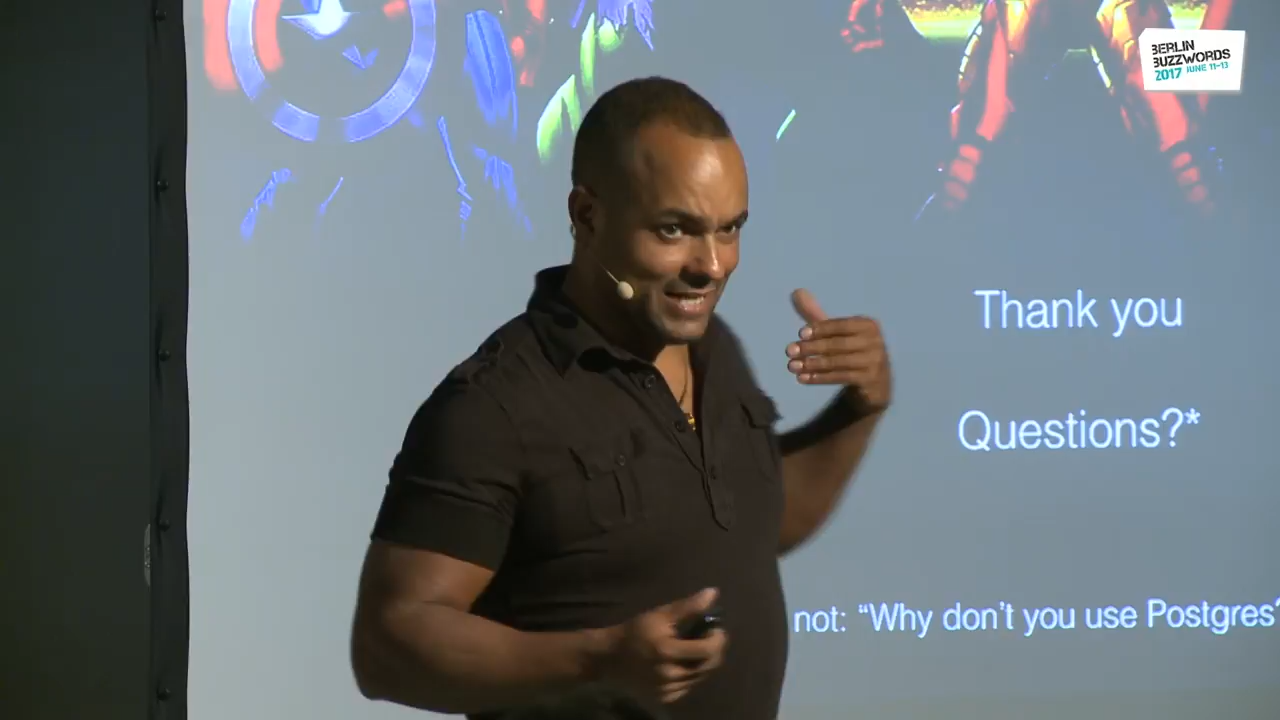 BERLIN
BUZZWORDS
2017 JUNE 11-13
Thank you
Questions?*
not: “Why don’t you use Postgres”